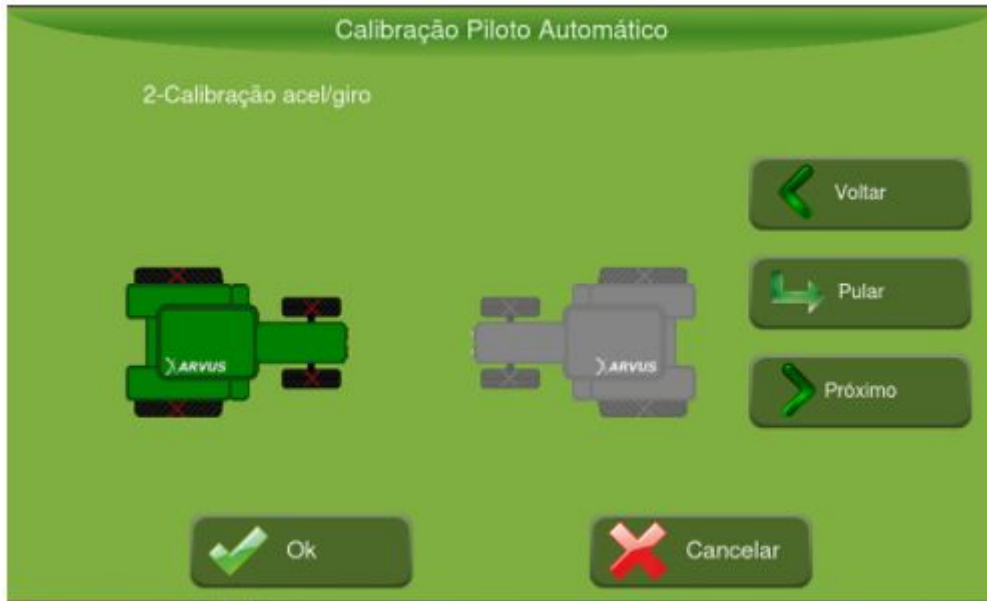 Calibração Piloto Automático
2-Calibração acel/giro
Voltar
Pular
Próximo
ARVUS
ARVUS
Ok
Cancelar